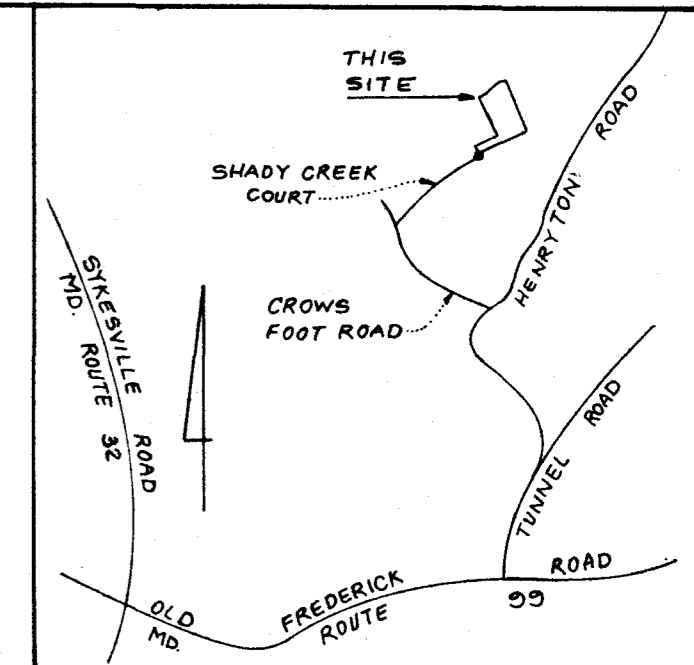 THIS
SITE
SHADY CREEK
COURT
HENRYTON ROAD
CROWS
FOOT ROAD
SYKESVILLE ROAD
MD. ROUTE 32
TUNNEL ROAD
OLD FREDERICK ROAD
MD. ROUTE 99